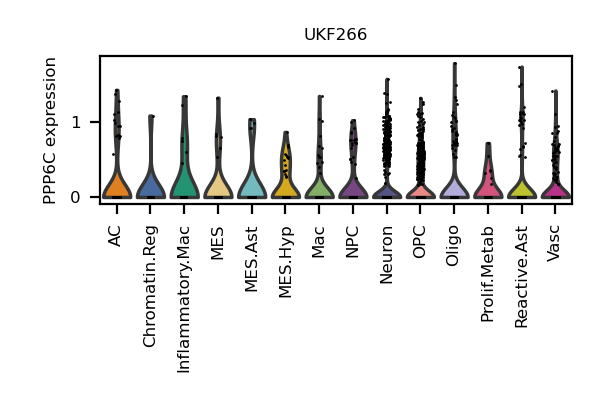 UKF266
PPP6C expression
1
0
AC
Chromatin.Reg
Inflammatory.Mac
MES
MES.Ast
MES.Hyp
Mac
NPC
Neuron
OPC
Oligo
Prolif.Metab
Reactive.Ast
Vasc